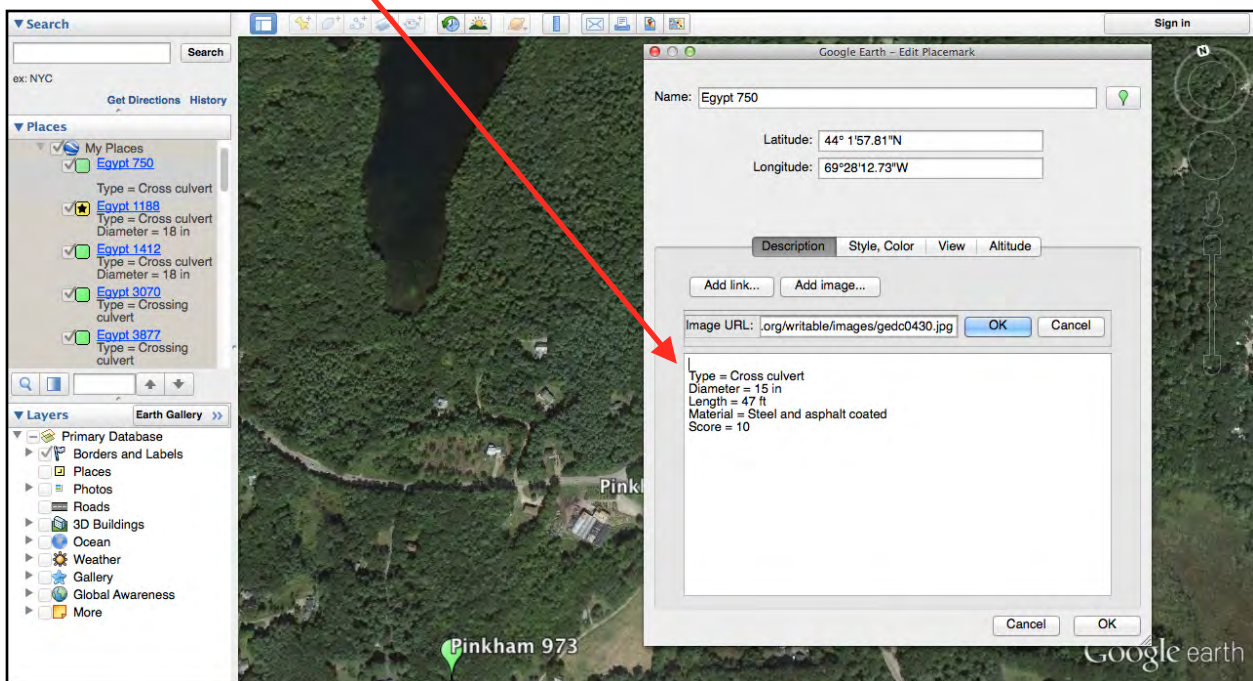 Search
Sign in
Search
ex: NYC
Get Directions History
Places
My Places
Egypt 750
Type = Cross culvert
Egypt 1188
Type = Cross culvert
Diameter = 18 in
Egypt 1412
Type = Cross culvert
Diameter = 18 in
Egypt 3070
Type = Crossing
culvert
Egypt 3877
Type = Crossing
culvert
Layers
Earth Gallery >>
Primary Database
Borders and Labels
Places
Photos
Roads
3D Buildings
Ocean
Weather
Gallery
Global Awareness
More
Google Earth - Edit Placemark
Name: Egypt 750
Latitude: 44° 1'57.81"N
Longitude: 69°28'12.73"W
Description Style, Color View Altitude
Add link... Add image...
Image URL: .org/writable/images/gedc0430.jpg OK Cancel
Type = Cross culvert
Diameter = 15 in
Length = 47 ft
Material = Steel and asphalt coated
Score = 10
Cancel OK
N
Pinkh
Pinkham 973
Google earth